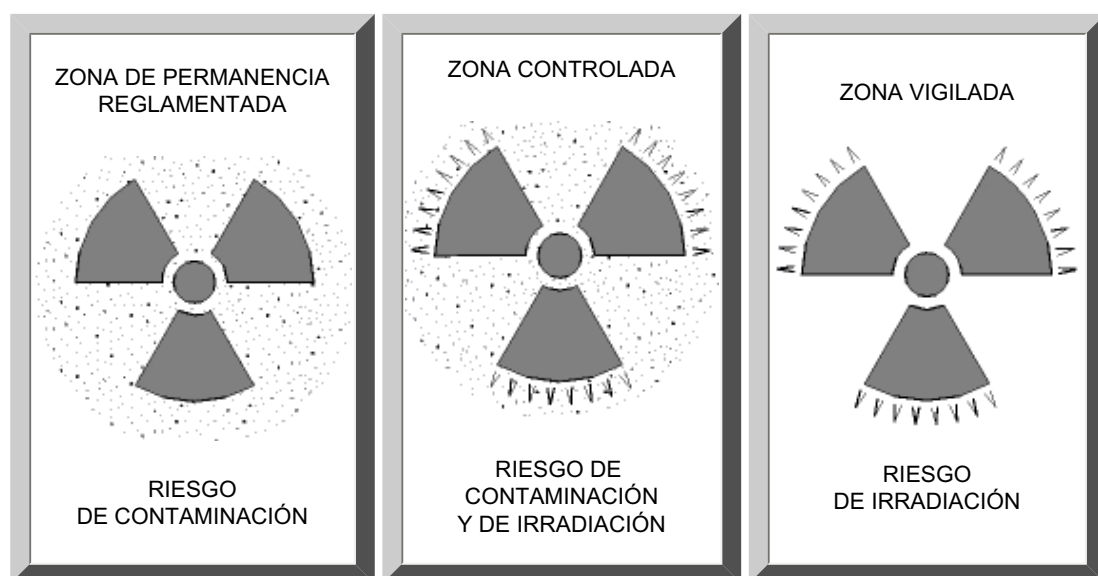 ZONA DE PERMANENCIA
REGLAMENTADA
RIESGO
DE CONTAMINACIÓN
ZONA CONTROLADA
RIESGO DE
CONTAMINACIÓN
Y DE IRRADIACIÓN
ZONA VIGILADA
RIESGO
DE IRRADIACIÓN